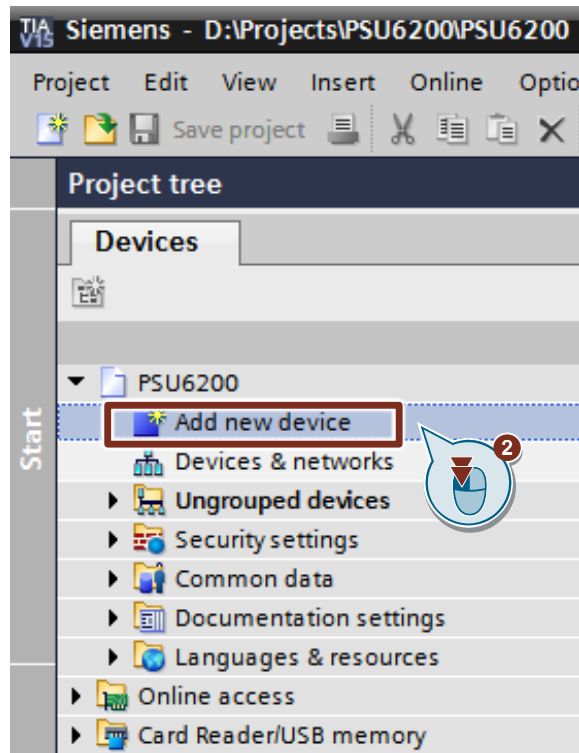 TIA V15 Siemens - D:\Projects\PSU6200\PSU6200
Project Edit View Insert Online Optio
Save project
Project tree
Devices
Start
PSU6200
Add new device
2
Devices & networks
Ungrouped devices
Security settings
Common data
Documentation settings
Languages & resources
Online access
Card Reader/USB memory